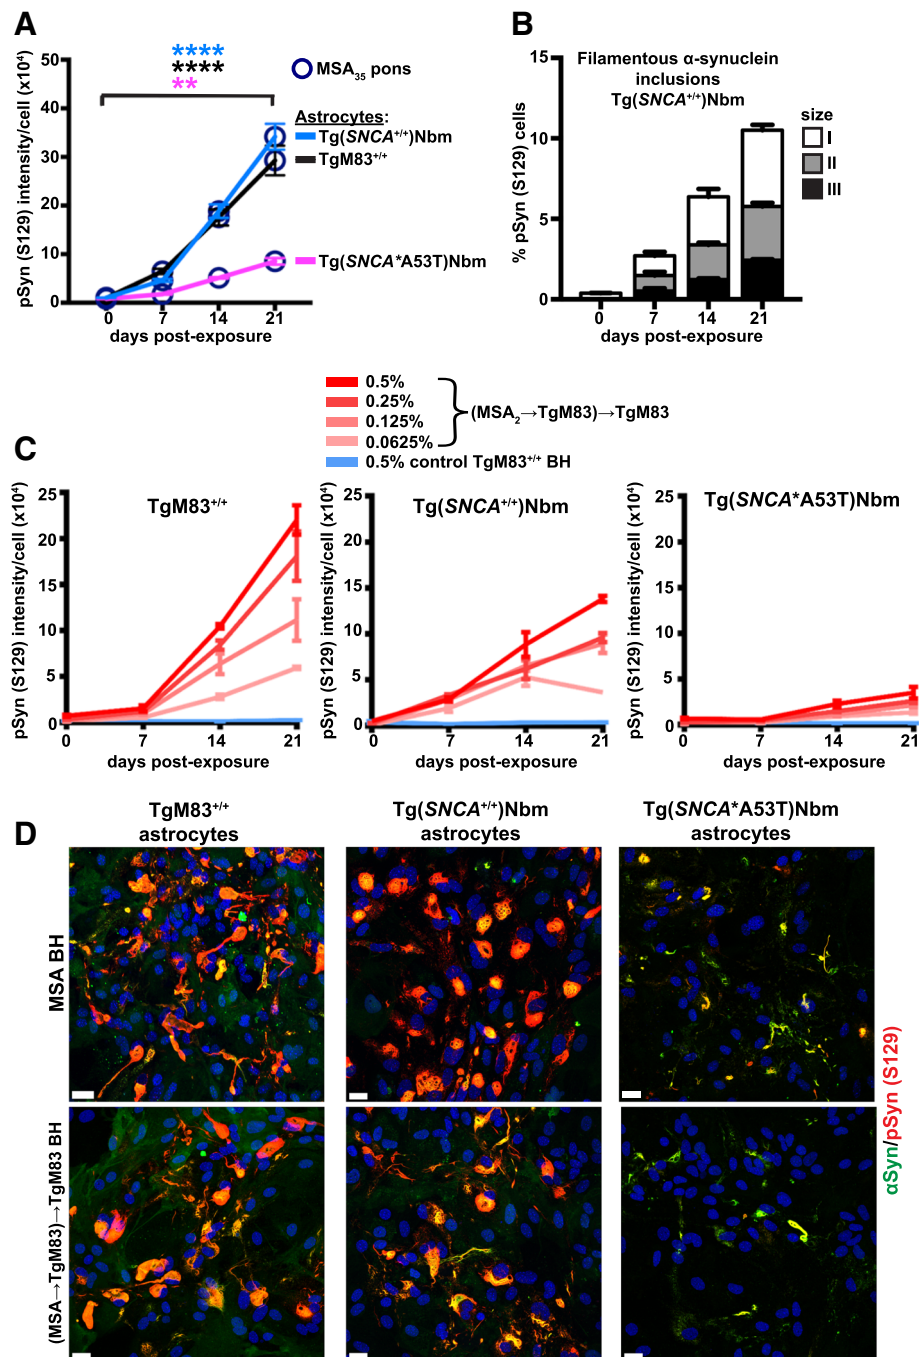 A
pSyn (S129) intensity/cell (x10⁴)
50
40
30
20
10
0
0
7
14
21
days post-exposure
****
****
**
MSA₃₅ pons
Astrocytes:
Tg(SNCA⁺/⁺)Nbm
TgM83⁺/⁺
Tg(SNCA*A53T)Nbm
B
Filamentous α-synuclein
inclusions
Tg(SNCA⁺/⁺)Nbm
% pSyn (S129) cells
15
10
5
0
0
7
14
21
days post-exposure
size
I
II
III
0.5%
0.25%
0.125%
0.0625%
(MSA₂→TgM83)→TgM83
0.5% control TgM83⁺/⁺ BH
C
TgM83⁺/⁺
pSyn (S129) intensity/cell (x10⁴)
25
20
15
10
5
0
0
7
14
21
days post-exposure
Tg(SNCA⁺/⁺)Nbm
pSyn (S129) intensity/cell (x10⁴)
25
20
15
10
5
0
0
7
14
21
days post-exposure
Tg(SNCA*A53T)Nbm
pSyn (S129) intensity/cell (x10⁴)
25
20
15
10
5
0
0
7
14
21
days post-exposure
D
TgM83⁺/⁺
astrocytes
Tg(SNCA⁺/⁺)Nbm
astrocytes
Tg(SNCA*A53T)Nbm
astrocytes
MSA BH
(MSA→TgM83)→TgM83 BH
αSyn/pSyn (S129)